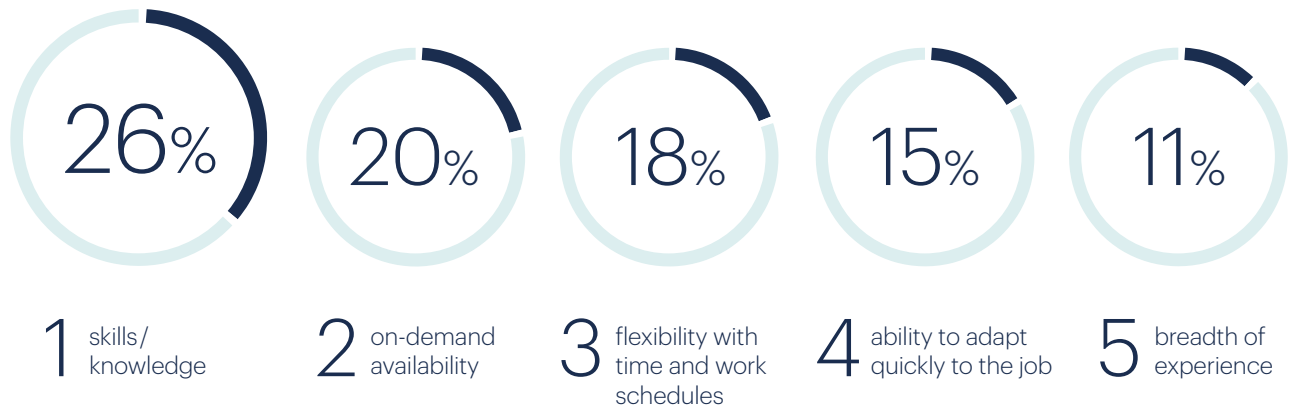 26%
20%
18%
15%
11%
1 skills/
knowledge
2 on-demand
availability
3 flexibility with
time and work
schedules
4 ability to adapt
quickly to the job
5 breadth of
experience